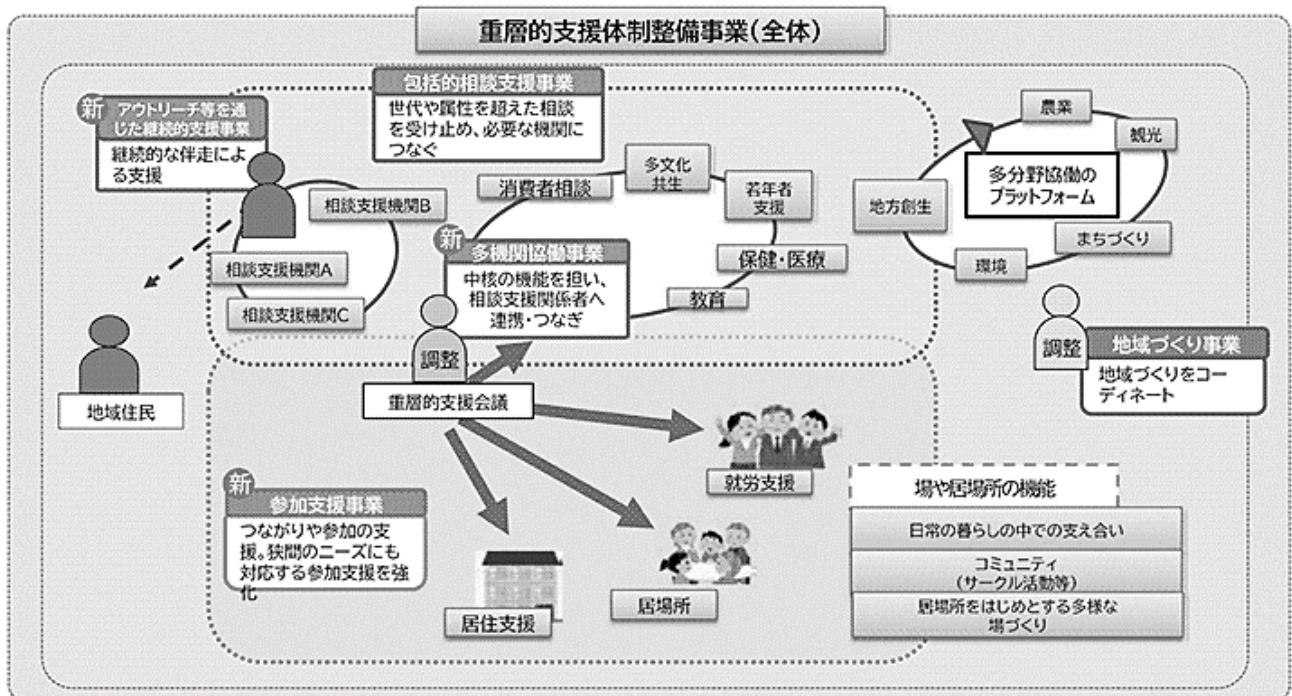 重層的支援体制整備事業(全体)
新
アウトリーチ等を通
じた継続的支援事業
継続的な伴走によ
る支援
包括的相談支援事業
世代や属性を超えた相談
を受け止め、必要な機関に
つなぐ
相談支援機関B
相談支援機関A
相談支援機関C
消費者相談
多文化
共生
若年者
支援
保健・医療
教育
新
多機関協働事業
中核の機能を担い、
相談支援関係者へ
連携・つなぎ
調整
重層的支援会議
地域住民
農業
観光
多分野協働の
プラットフォーム
地方創生
まちづくり
環境
調整
地域づくり事業
地域づくりをコー
ディネート
新
参加支援事業
つながりや参加の支
援。狭間のニーズにも
対応する参加支援を強
化
就労支援
居場所
居住支援
場や居場所の機能
日常の暮らしの中での支え合い
コミュニティ
(サークル活動等)
居場所をはじめとする多様な
場づくり